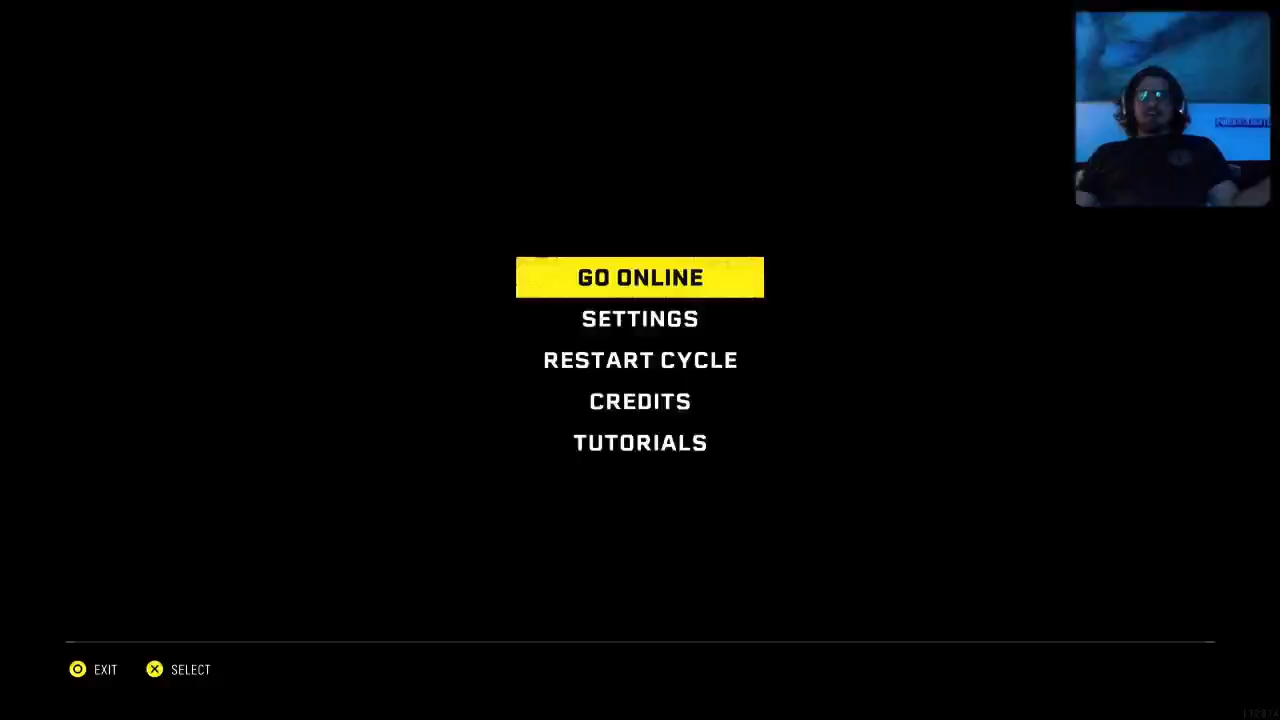 GO ONLINE
SETTINGS
RESTART CYCLE
CREDITS
TUTORIALS
EXIT
SELECT